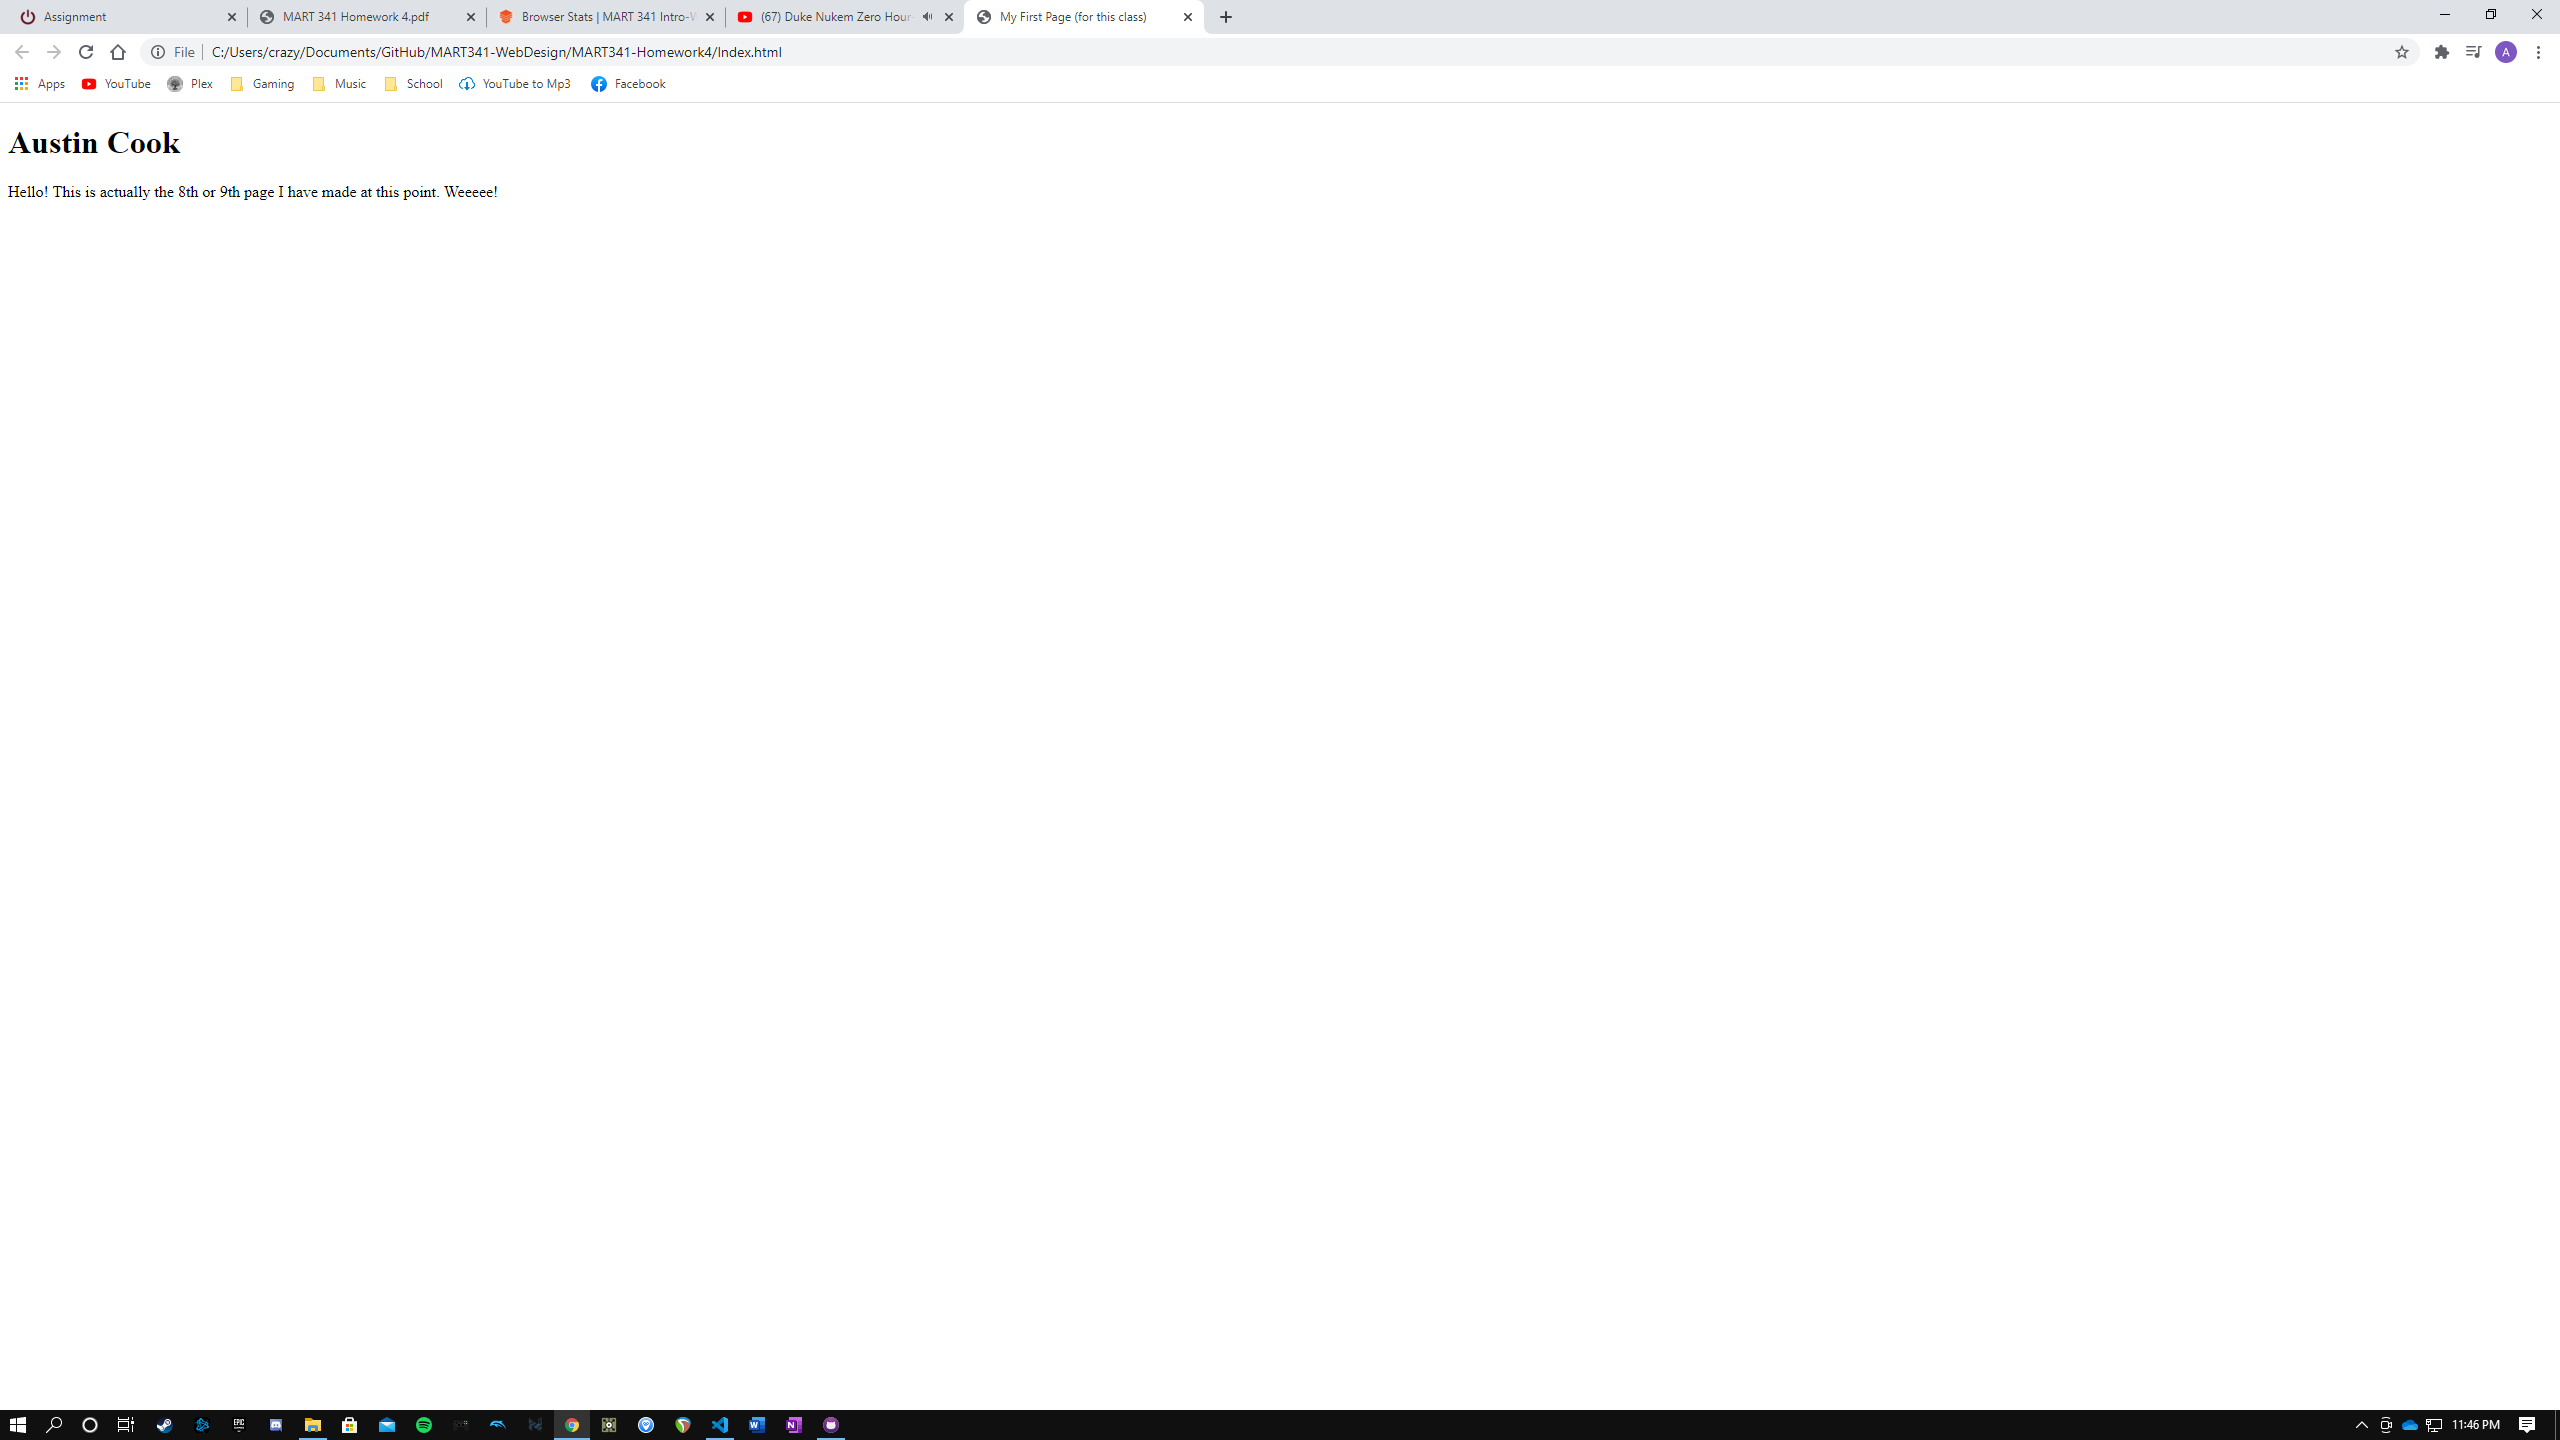 Assignment
MART 341 Homework 4.pdf
Browser Stats | MART 341 Intro-W
(67) Duke Nukem Zero Hour
My First Page (for this class)
File
C:/Users/crazy/Documents/GitHub/MART341-WebDesign/MART341-Homework4/Index.html
A
Apps
YouTube
Plex
Gaming
Music
School
YouTube to Mp3
Facebook
Austin Cook
Hello! This is actually the 8th or 9th page I have made at this point. Weeeee!
EPIC
W
N
11:46 PM